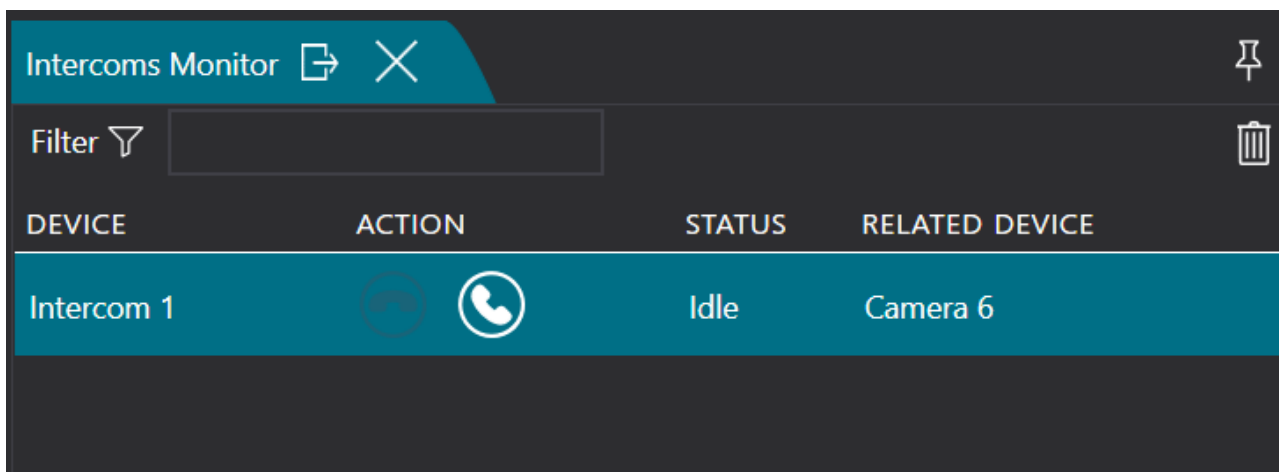 Intercoms Monitor
Filter
DEVICE ACTION STATUS RELATED DEVICE
Intercom 1 Idle Camera 6